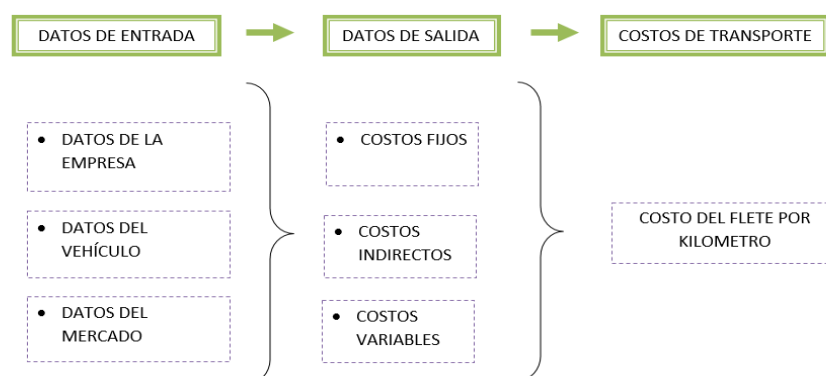 DATOS DE ENTRADA
DATOS DE SALIDA
COSTOS DE TRANSPORTE
• DATOS DE LA
EMPRESA
• DATOS DEL
VEHÍCULO
• DATOS DEL
MERCADO
• COSTOS FIJOS
• COSTOS
INDIRECTOS
• COSTOS
VARIABLES
COSTO DEL FLETE POR
KILOMETRO